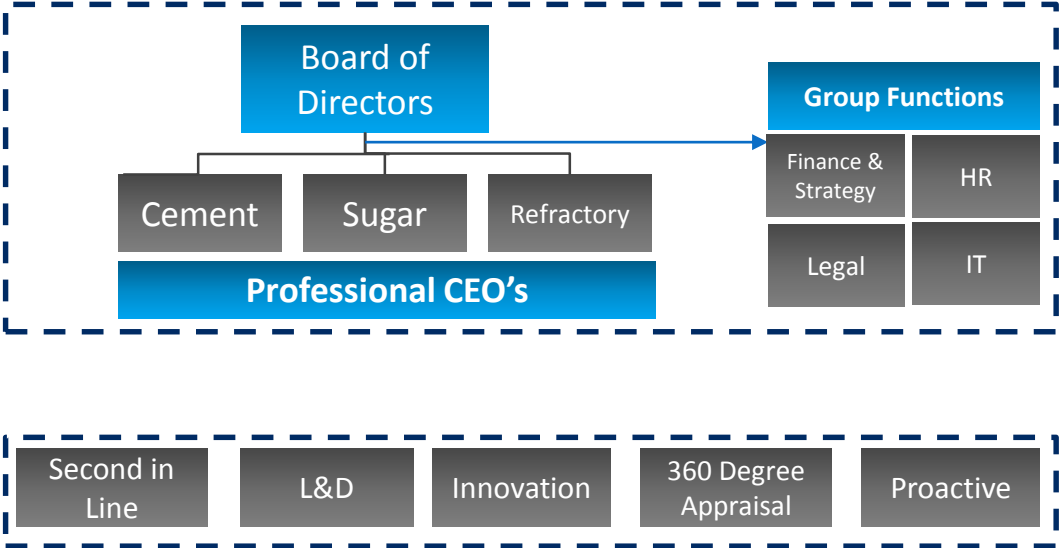 Board of
Directors
Group Functions
Finance &
Strategy
HR
Cement
Sugar
Refractory
Legal
IT
Professional CEO’s
Second in
Line
L&D
Innovation
360 Degree
Appraisal
Proactive